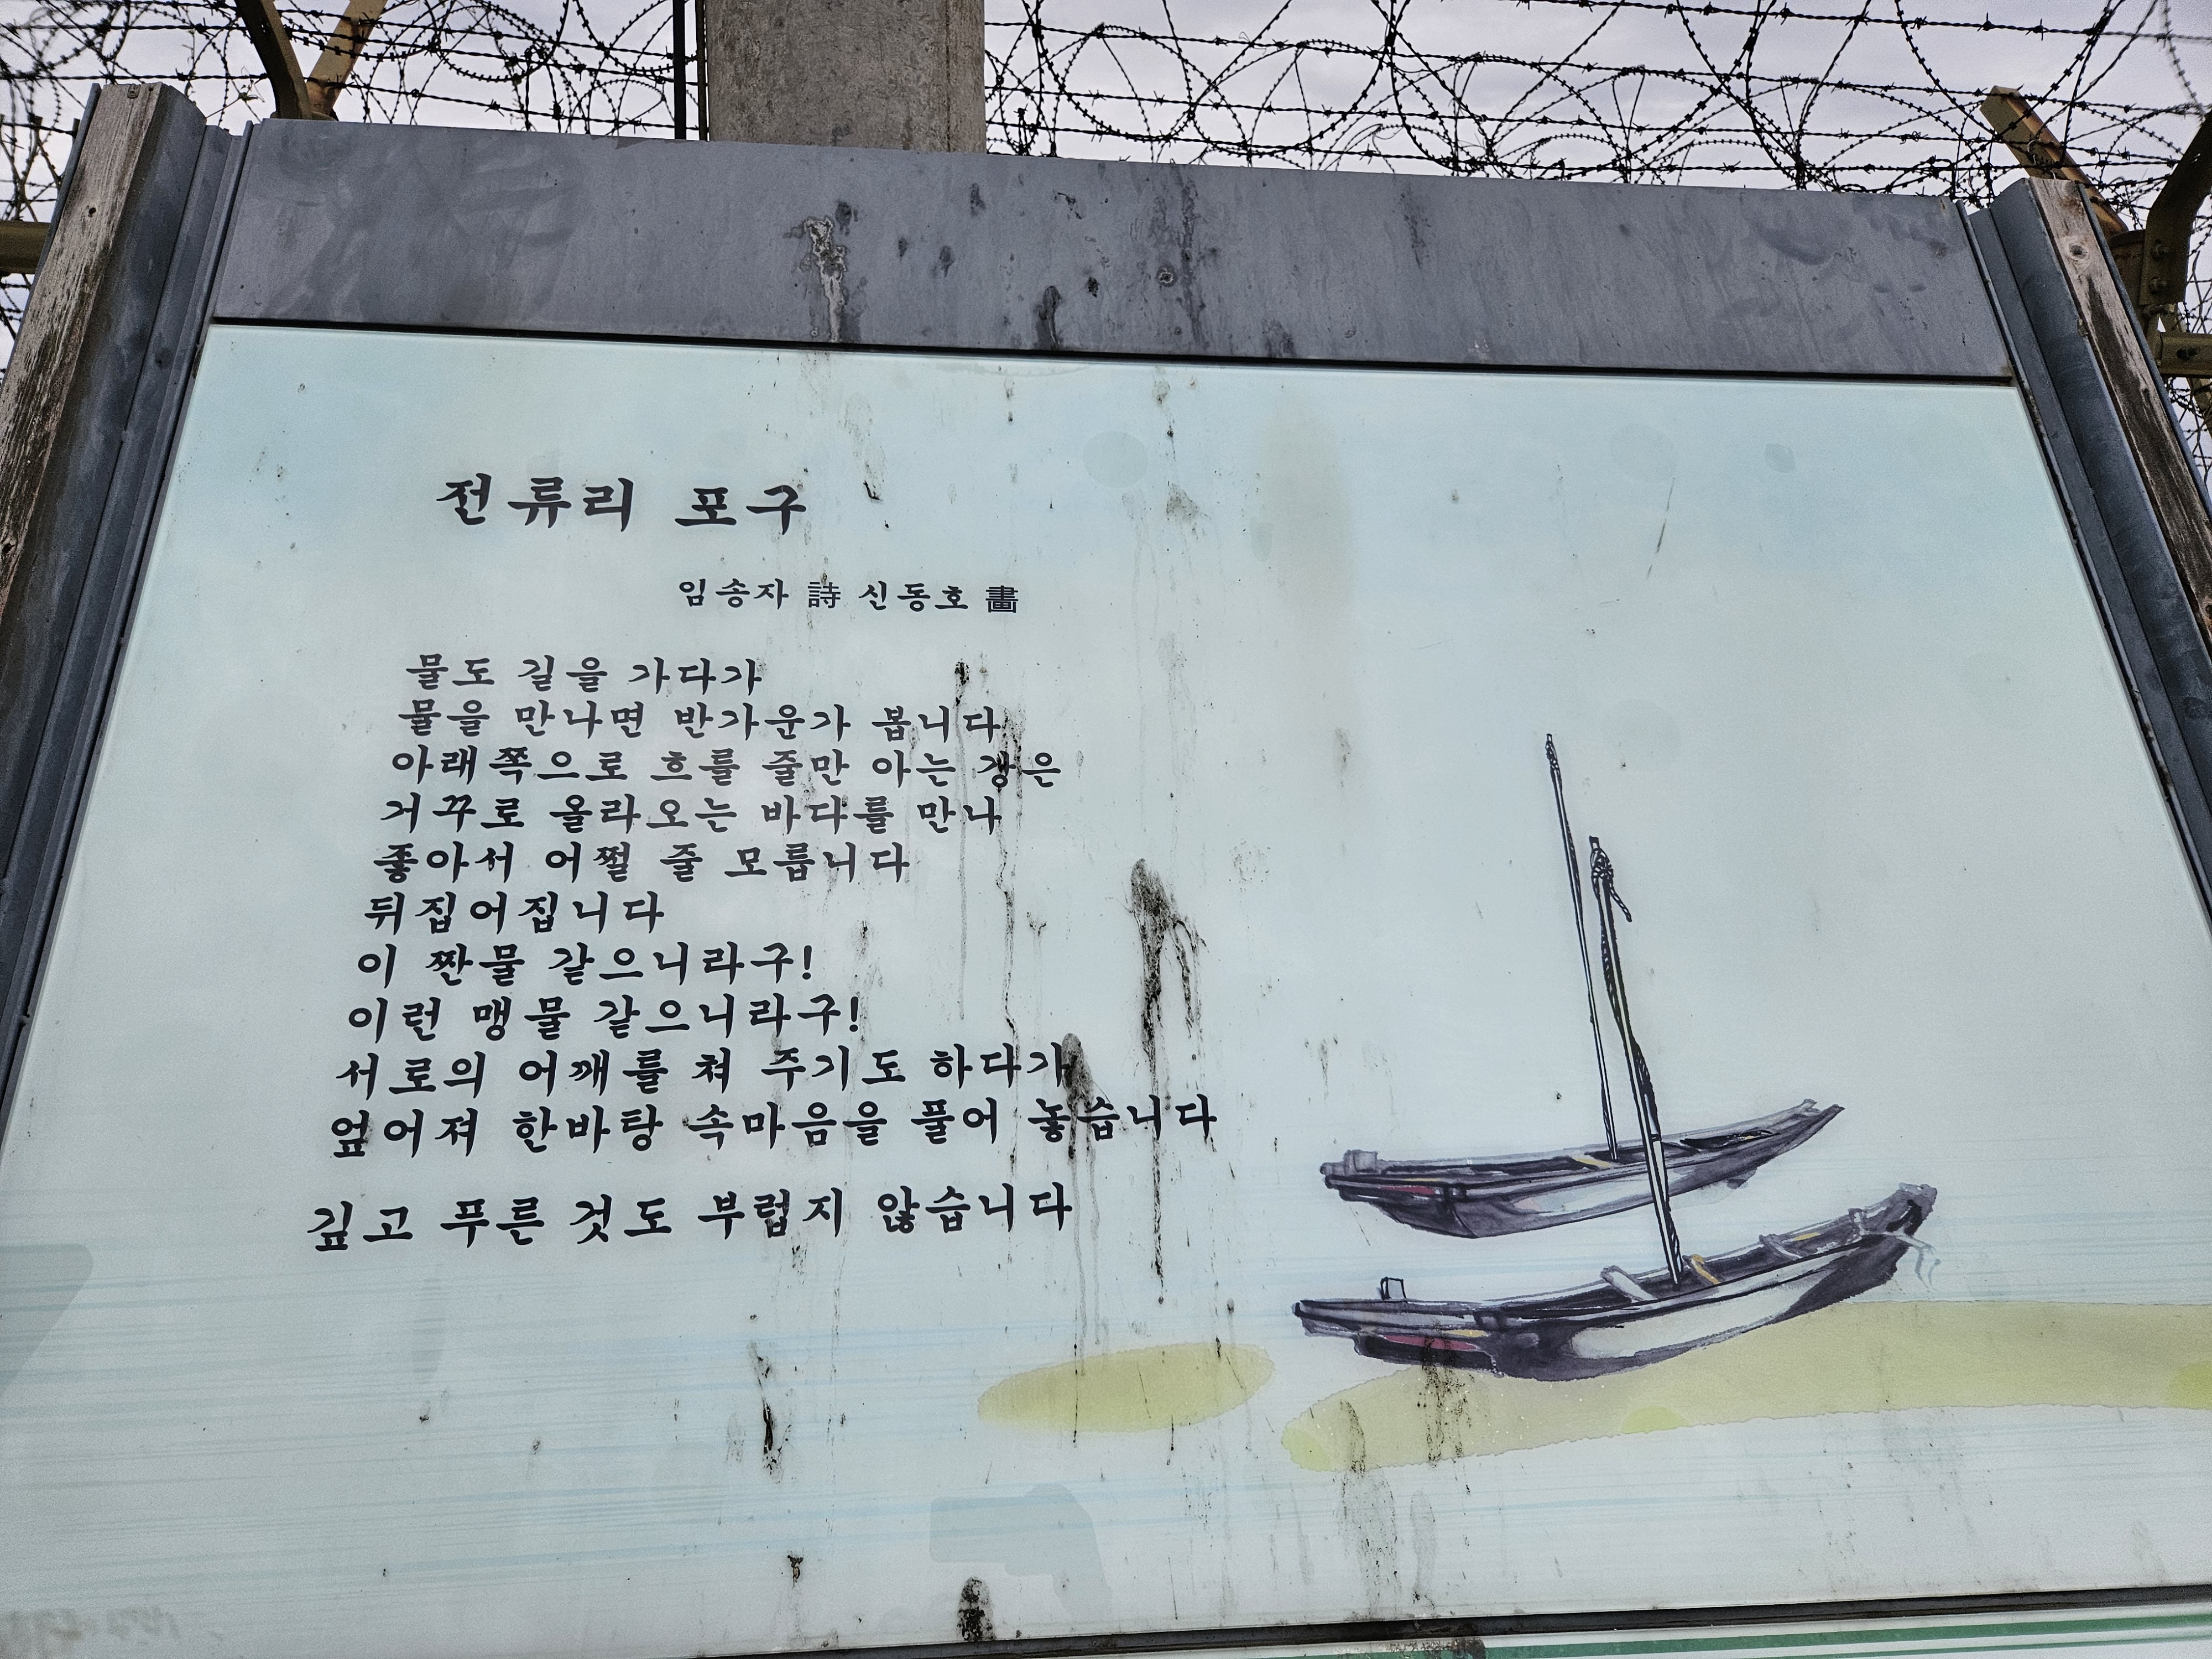 전류리 포구
임송자 詩 신동호 畵
물도 길을 가다가
물을 만나면 반가운가 봅니다
아래쪽으로 흐를 줄만 아는 강은
거꾸로 올라오는 바다를 만나
좋아서 어쩔 줄 모릅니다
뒤집어집니다
이 짠물 같으니라구!
이런 맹물 같으니라구!
서로의 어깨를 쳐 주기도 하다가
엎어져 한바탕 속마음을 풀어 놓습니다
깊고 푸른 것도 부럽지 않습니다